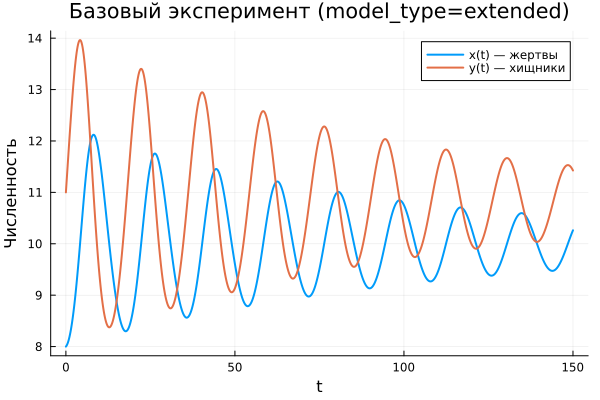 Базовый эксперимент (model_type=extended)
x(t) — жертвы
y(t) — хищники
Численность
14
13
12
11
10
9
8
0
50
100
150
t